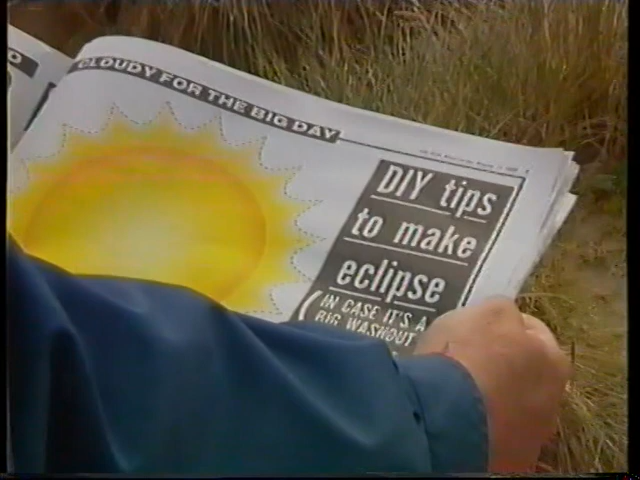 CLOUDY FOR THE BIG DAY
DIY tips
to make
eclipse
(IN CASE IT'S A
BIG WASHOUT